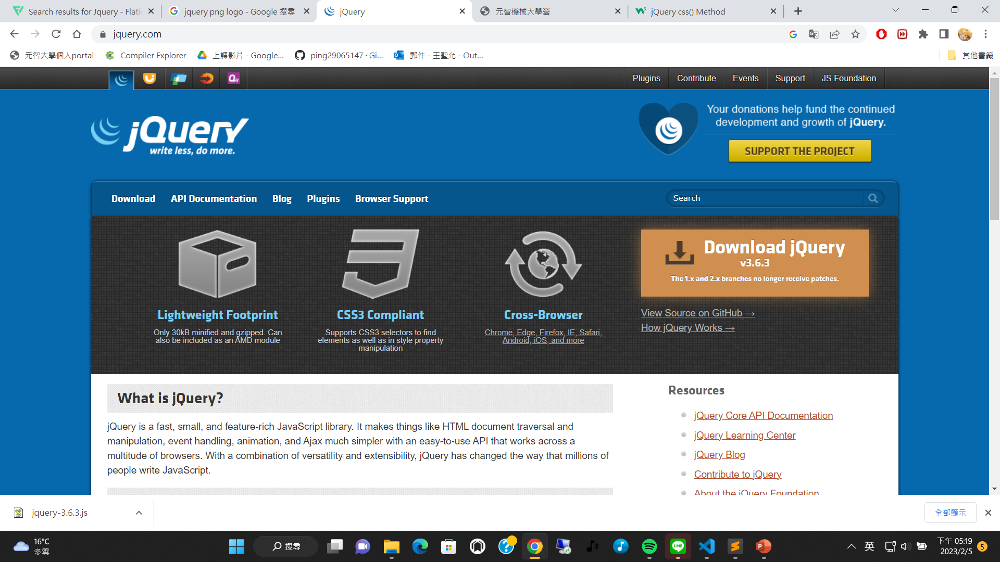 Search results for Jquery - Flatic
jquery png logo - Google 搜尋
jQuery
元智機械大學營
jQuery css() Method
jquery.com
元智大學個人portal
Compiler Explorer
上課影片 - Google...
ping29065147 · Gi...
郵件 - 王聖允 - Out...
其他書籤
Plugins
Contribute
Events
Support
JS Foundation
jQuery
write less, do more.
Your donations help fund the continued
development and growth of jQuery.
SUPPORT THE PROJECT
Download
API Documentation
Blog
Plugins
Browser Support
Search
Lightweight Footprint
Only 30kB minified and gzipped. Can
also be included as an AMD module
CSS3 Compliant
Supports CSS3 selectors to find
elements as well as in style property
manipulation
Cross-Browser
Chrome, Edge, Firefox, IE, Safari,
Android, iOS, and more
Download jQuery
v3.6.3
The 1.x and 2.x branches no longer receive patches.
View Source on GitHub →
How jQuery Works →
What is jQuery?
jQuery is a fast, small, and feature-rich JavaScript library. It makes things like HTML document traversal and
manipulation, event handling, animation, and Ajax much simpler with an easy-to-use API that works across a
multitude of browsers. With a combination of versatility and extensibility, jQuery has changed the way that millions of
people write JavaScript.
Resources
jQuery Core API Documentation
jQuery Learning Center
jQuery Blog
Contribute to jQuery
About the jQuery Foundation
jquery-3.6.3.js
全部顯示
16°C
多雲
搜尋
LINE
英
下午 05:19
2023/2/5
5